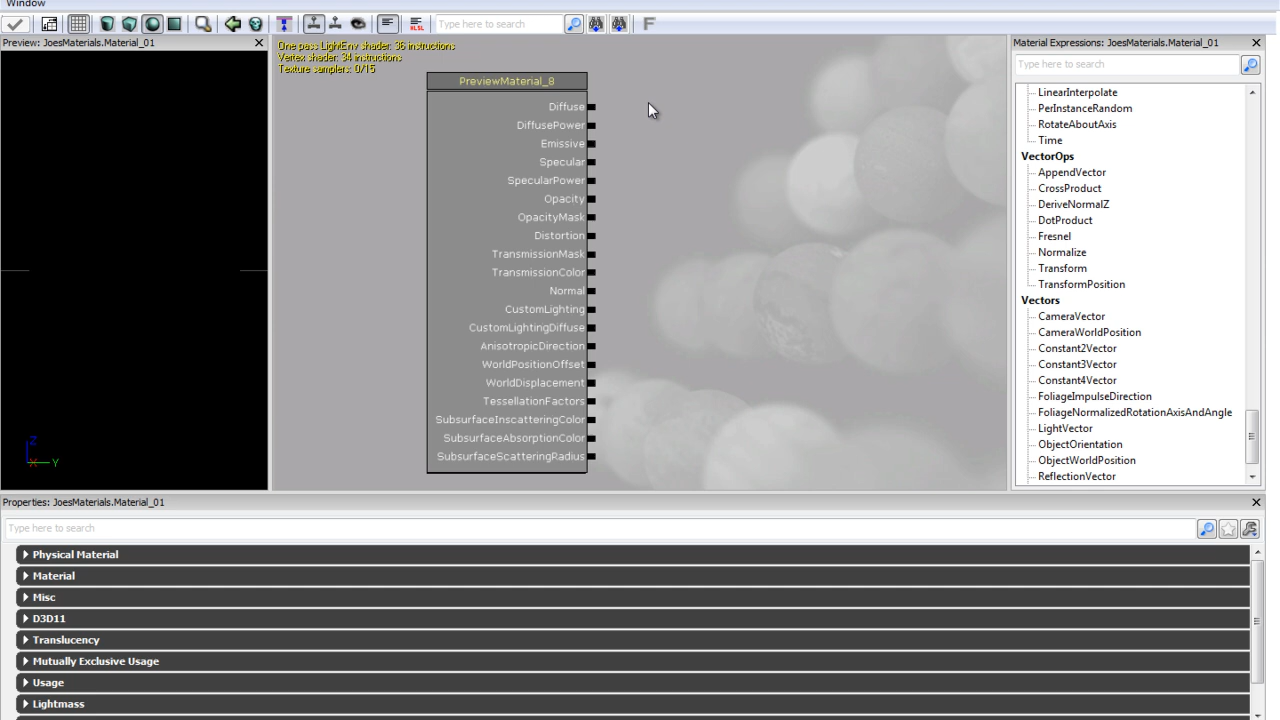 Window
HLSL
Type here to search
F
Preview: JoesMaterials.Material_01
One pass LightEnv shader: 36 instructions
Vertex shader: 34 instructions
Texture samplers: 0/15
PreviewMaterial_8
Diffuse
DiffusePower
Emissive
Specular
SpecularPower
Opacity
OpacityMask
Distortion
TransmissionMask
TransmissionColor
Normal
CustomLighting
CustomLightingDiffuse
AnisotropicDirection
WorldPositionOffset
WorldDisplacement
TessellationFactors
SubsurfaceInscatteringColor
SubsurfaceAbsorptionColor
SubsurfaceScatteringRadius
Z
X
Y
Material Expressions: JoesMaterials.Material_01
Type here to search
LinearInterpolate
PerInstanceRandom
RotateAboutAxis
Time
VectorOps
AppendVector
CrossProduct
DeriveNormalZ
DotProduct
Fresnel
Normalize
Transform
TransformPosition
Vectors
CameraVector
CameraWorldPosition
Constant2Vector
Constant3Vector
Constant4Vector
FoliageImpulseDirection
FoliageNormalizedRotationAxisAndAngle
LightVector
ObjectOrientation
ObjectWorldPosition
ReflectionVector
Properties: JoesMaterials.Material_01
Type here to search
Physical Material
Material
Misc
D3D11
Translucency
Mutually Exclusive Usage
Usage
Lightmass